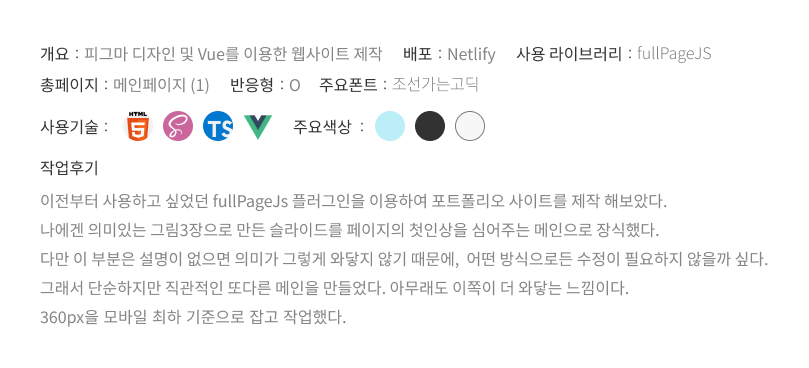 개요 : 피그마 디자인 및 Vue를 이용한 웹사이트 제작 배포 : Netlify 사용 라이브러리 : fullPageJS
총페이지 : 메인페이지 (1) 반응형 : O 주요폰트 : 조선가는고딕
사용기술 : HTML 5 S TS 주요색상 :
작업후기
이전부터 사용하고 싶었던 fullPageJs 플러그인을 이용하여 포트폴리오 사이트를 제작 해보았다.
나에겐 의미있는 그림3장으로 만든 슬라이드를 페이지의 첫인상을 심어주는 메인으로 장식했다.
다만 이 부분은 설명이 없으면 의미가 그렇게 와닿지 않기 때문에, 어떤 방식으로든 수정이 필요하지 않을까 싶다.
그래서 단순하지만 직관적인 또다른 메인을 만들었다. 아무래도 이쪽이 더 와닿는 느낌이다.
360px을 모바일 최하 기준으로 잡고 작업했다.